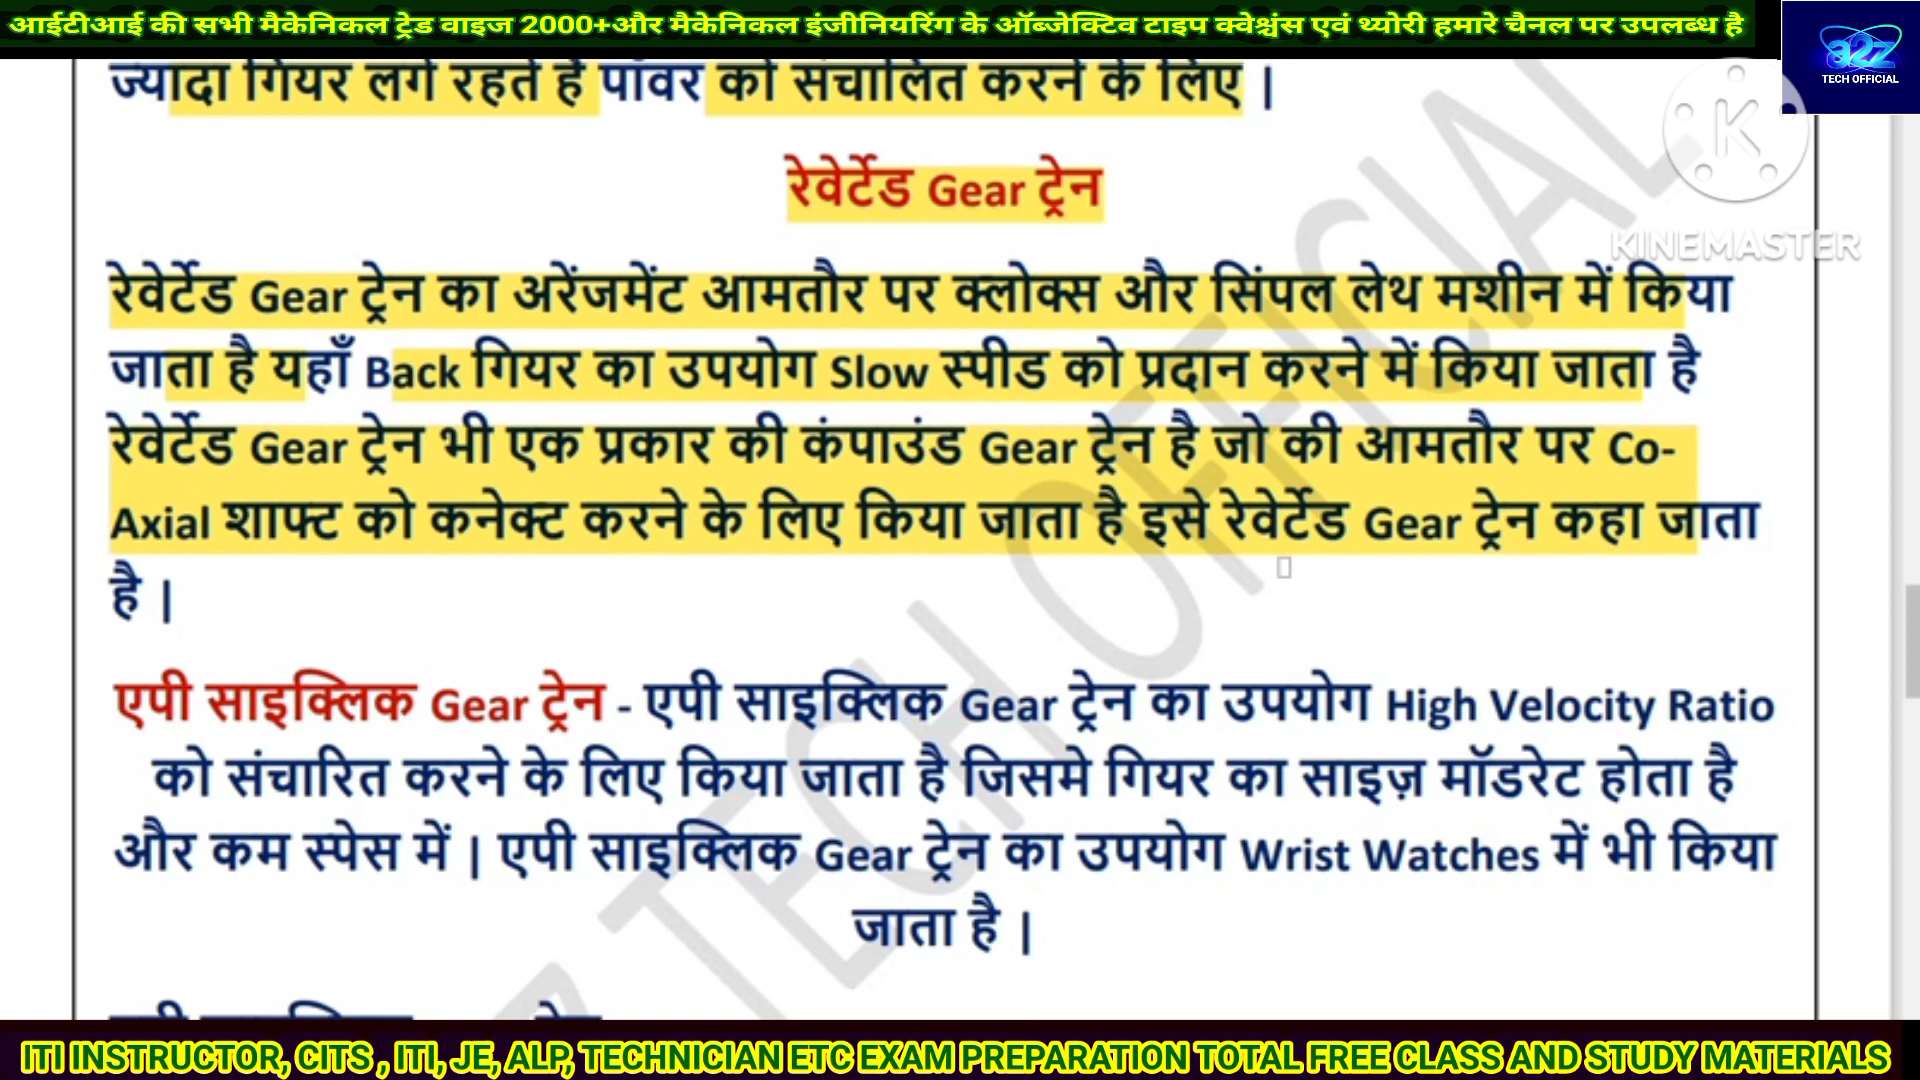 आईटीआई की सभी मैकेनिकल ट्रेड वाइज 2000+और मैकेनिकल इंजीनियरिंग के ऑब्जेक्टिव टाइप क्वेश्चंस एवं थ्योरी हमारे चैनल पर उपलब्ध है
a2z
TECH OFFICIAL
ज्यादा गियर लगे रहते हैं पॉवर को संचालित करने के लिए |
K
KINEMASTER
रेवेर्टेड Gear ट्रेन
रेवेर्टेड Gear ट्रेन का अरेंजमेंट आमतौर पर क्लोक्स और सिंपल लेथ मशीन में किया
जाता है यहाँ Back गियर का उपयोग Slow स्पीड को प्रदान करने में किया जाता है
रेवेर्टेड Gear ट्रेन भी एक प्रकार की कंपाउंड Gear ट्रेन है जो की आमतौर पर Co-
Axial शाफ्ट को कनेक्ट करने के लिए किया जाता है इसे रेवेर्टेड Gear ट्रेन कहा जाता
है |
एपी साइक्लिक Gear ट्रेन - एपी साइक्लिक Gear ट्रेन का उपयोग High Velocity Ratio
को संचारित करने के लिए किया जाता है जिसमे गियर का साइज़ मॉडरेट होता है
और कम स्पेस में | एपी साइक्लिक Gear ट्रेन का उपयोग Wrist Watches में भी किया
जाता है |
Z TECH OFFICIAL
ITI INSTRUCTOR, CITS , ITI, JE, ALP, TECHNICIAN ETC EXAM PREPARATION TOTAL FREE CLASS AND STUDY MATERIALS